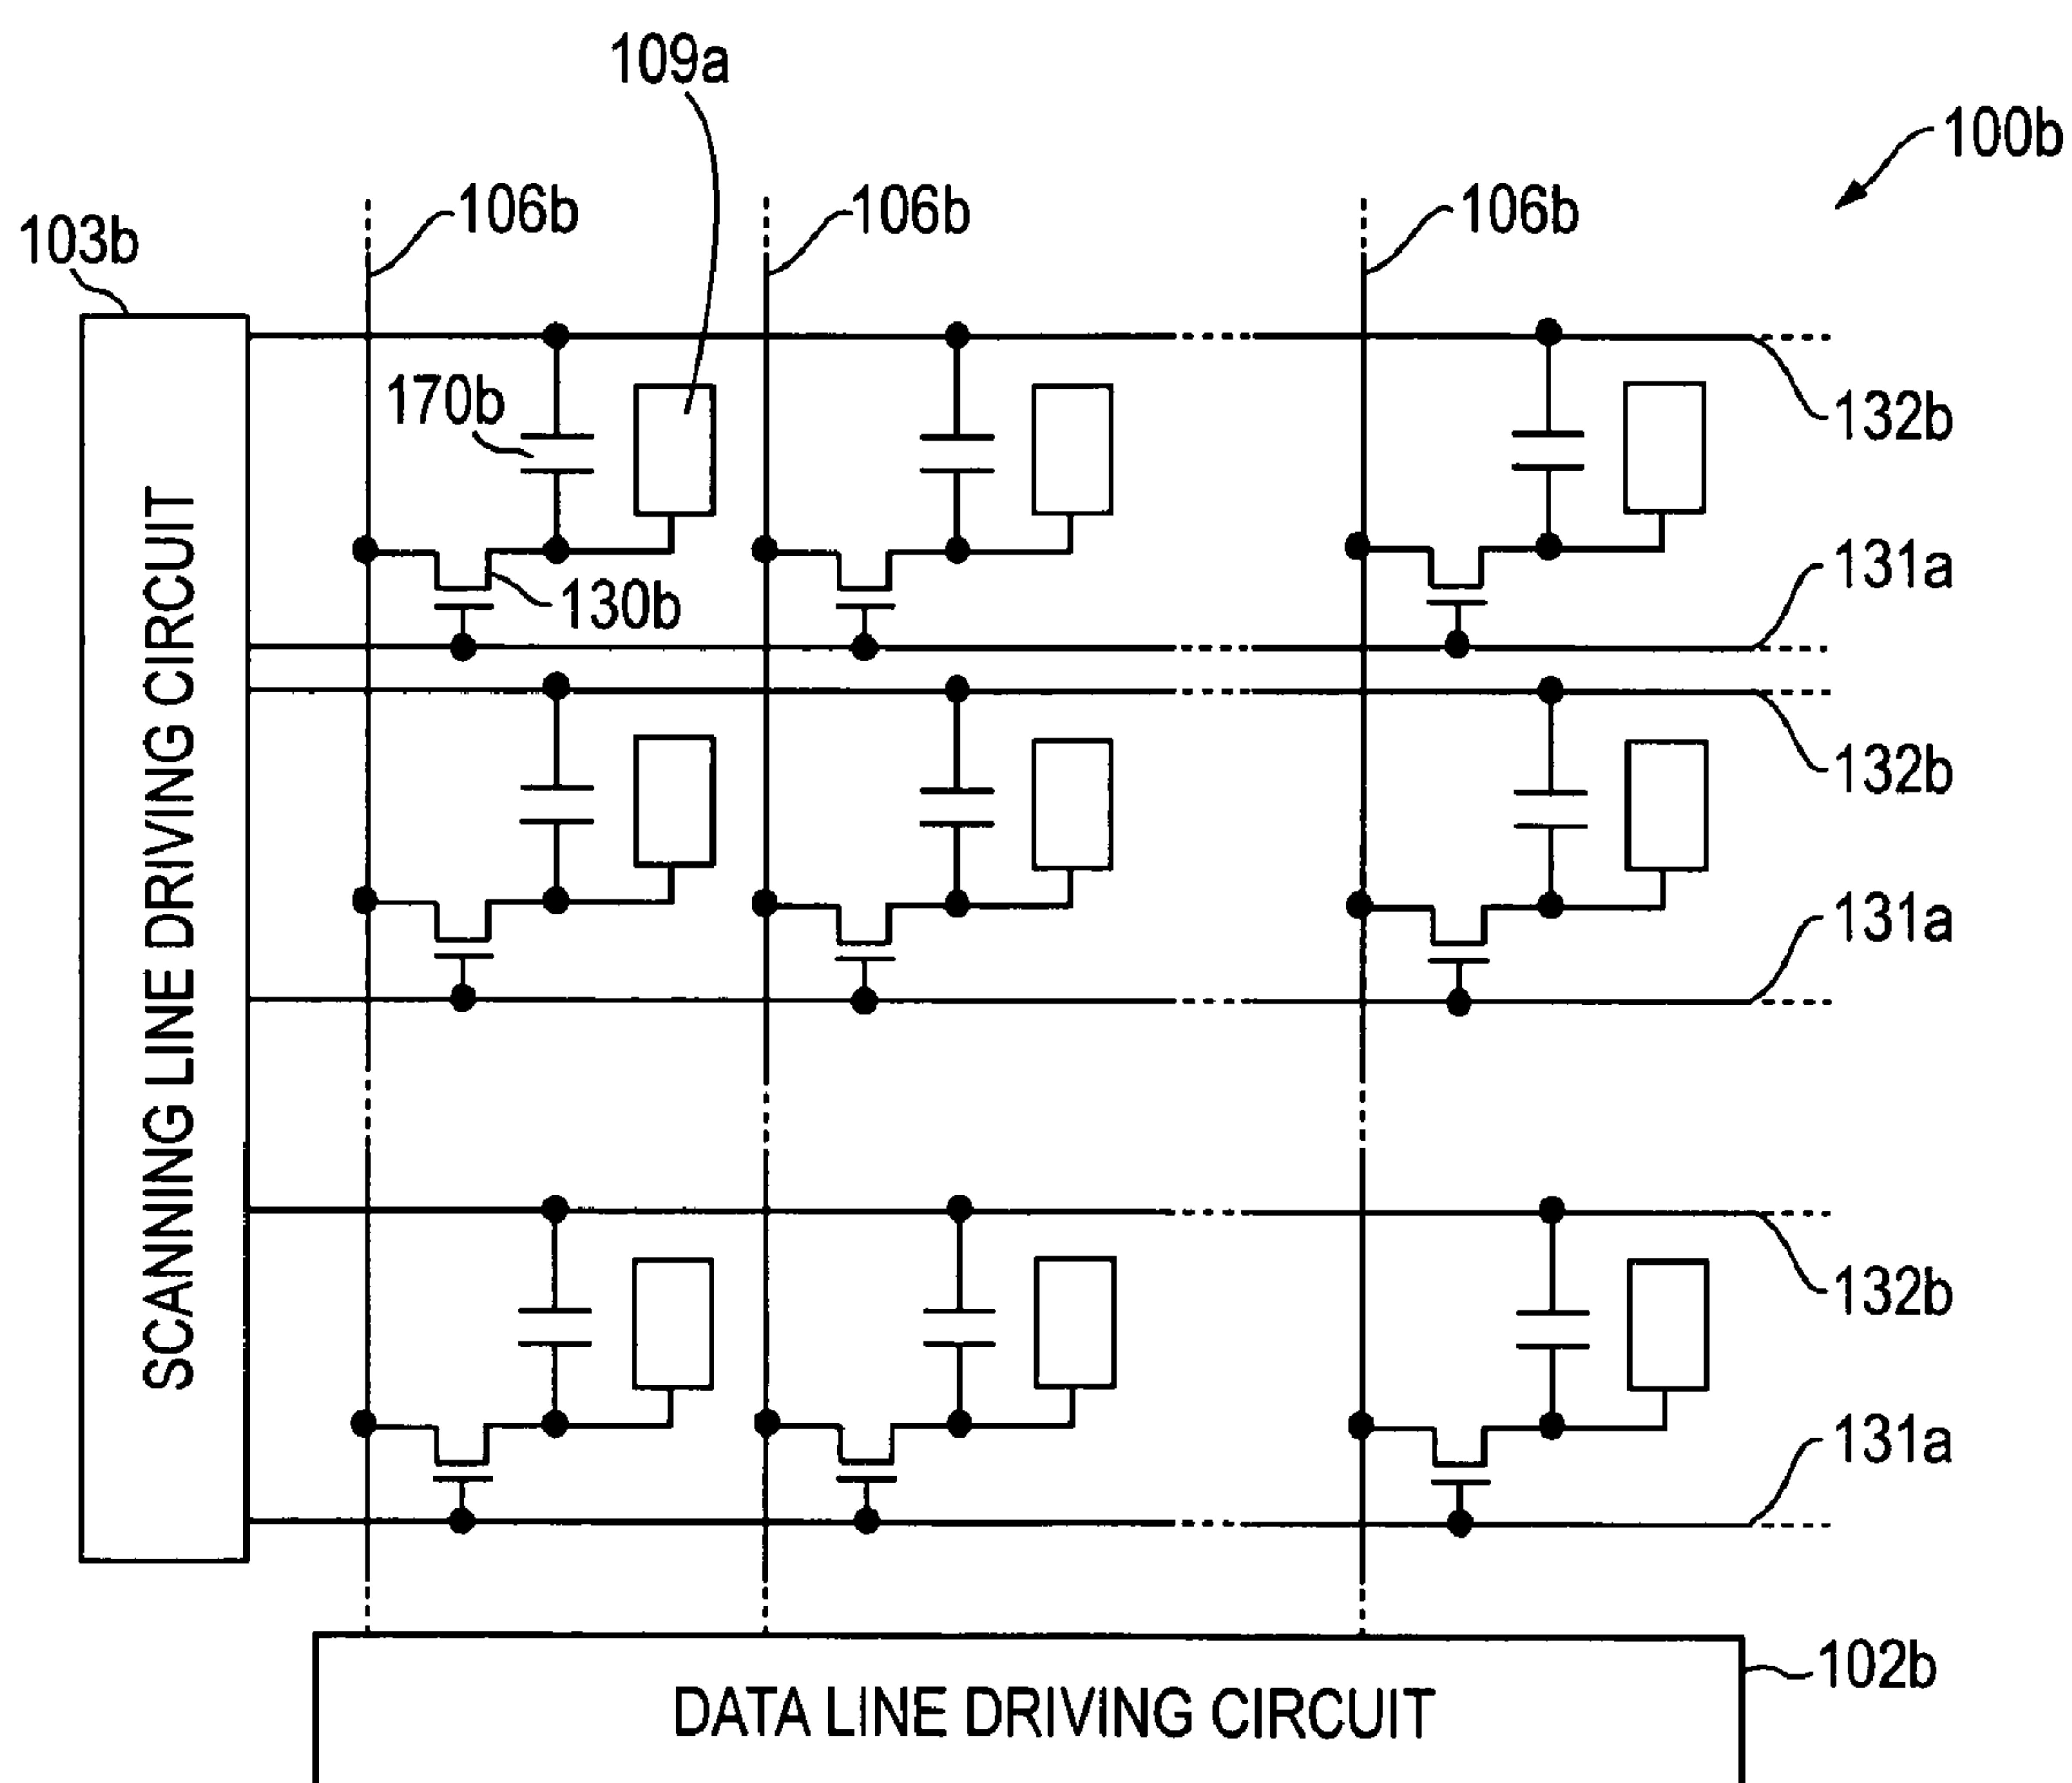 109a
100b
106b
106b
106b
103b
170b
132b
131a
130b
132b
131a
132b
131a
SCANNING LINE DRIVING CIRCUIT
102b
DATA LINE DRIVING CIRCUIT